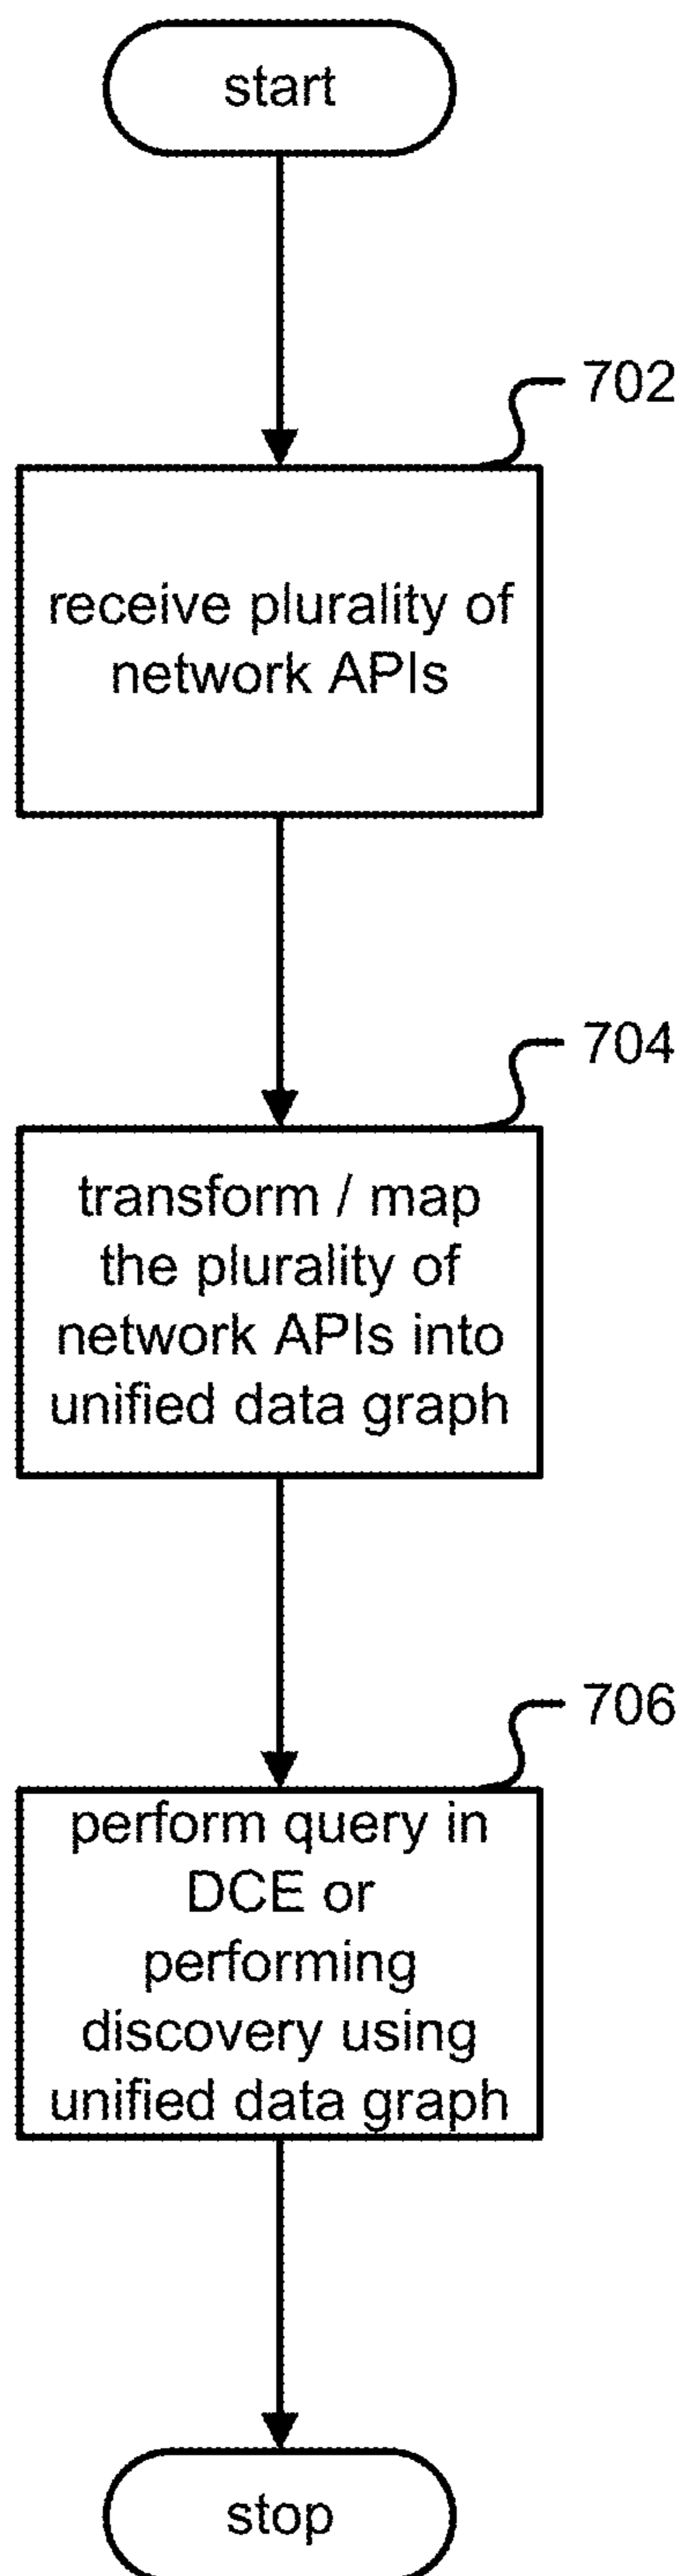 start
702
receive plurality of
network APIs
704
transform / map
the plurality of
network APIs into
unified data graph
706
perform query in
DCE or
performing
discovery using
unified data graph
stop